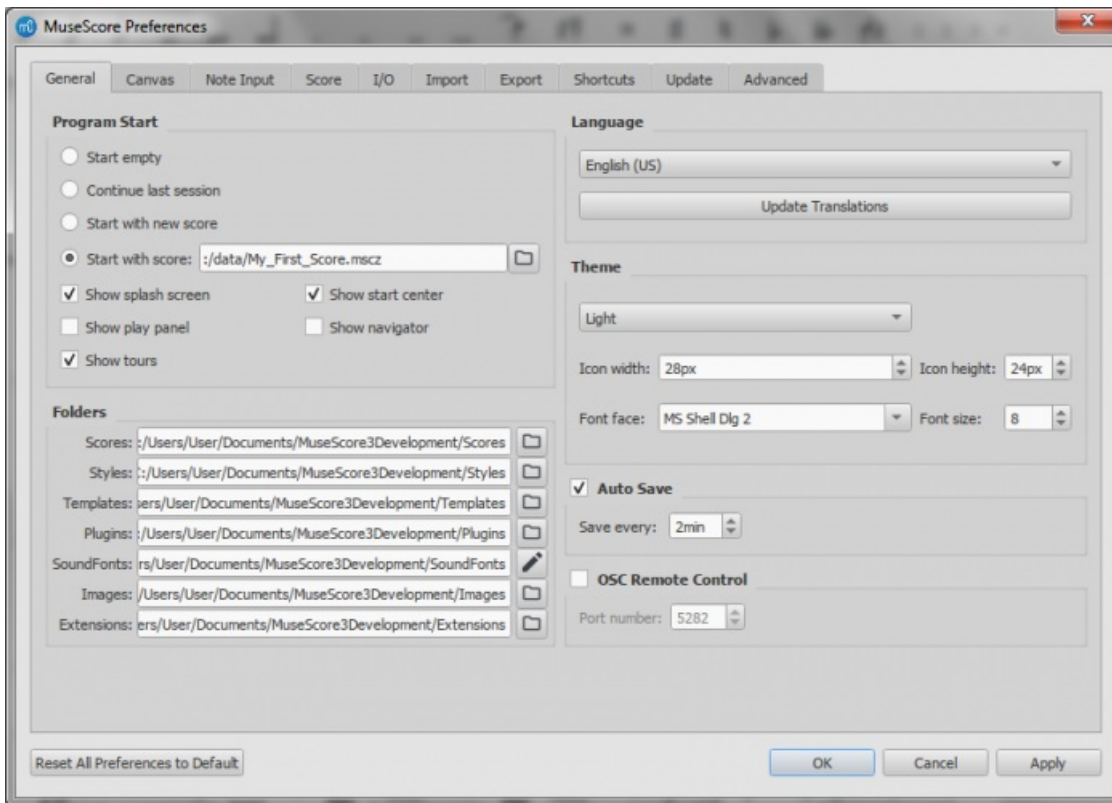 MuseScore Preferences
General Canvas Note Input Score I/O Import Export Shortcuts Update Advanced
Program Start
Start empty
Continue last session
Start with new score
Start with score: :/data/My_First_Score.mscz
Show splash screen Show start center
Show play panel Show navigator
Show tours
Folders
Scores: :/Users/User/Documents/MuseScore3Development/Scores
Styles: :/Users/User/Documents/MuseScore3Development/Styles
Templates: sers/User/Documents/MuseScore3Development/Templates
Plugins: :/Users/User/Documents/MuseScore3Development/Plugins
SoundFonts: rs/User/Documents/MuseScore3Development/SoundFonts
Images: /Users/User/Documents/MuseScore3Development/Images
Extensions: ers/User/Documents/MuseScore3Development/Extensions
Language
English (US)
Update Translations
Theme
Light
Icon width: 28px Icon height: 24px
Font face: MS Shell Dlg 2 Font size: 8
Auto Save
Save every: 2min
OSC Remote Control
Port number: 5282
Reset All Preferences to Default OK Cancel Apply